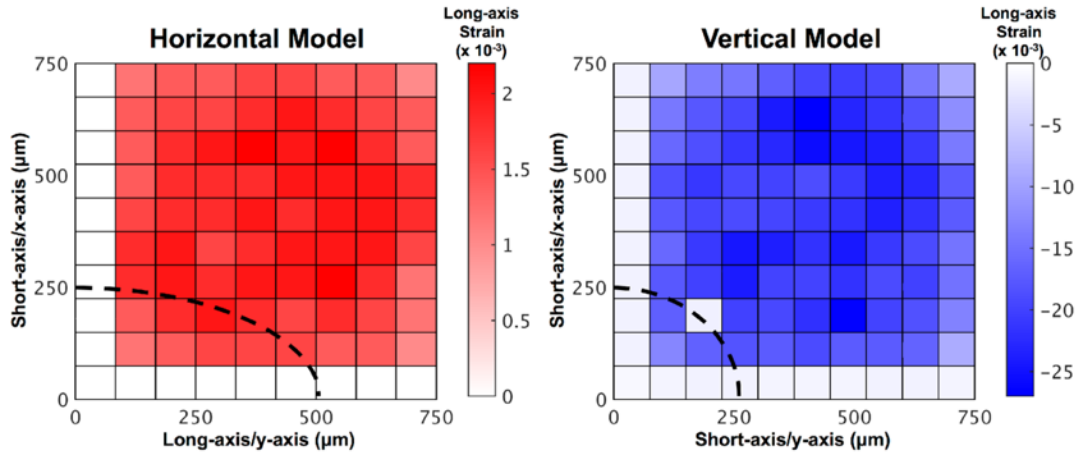 Horizontal Model
Long-axis
Strain
(x 10⁻³)
750
500
250
0
Short-axis/x-axis (μm)
0
250
500
750
Long-axis/y-axis (μm)
2
1.5
1
0.5
0
Vertical Model
Long-axis
Strain
(x 10⁻³)
750
500
250
0
Short-axis/x-axis (μm)
0
250
500
750
Short-axis/y-axis (μm)
0
−5
−10
−15
−20
−25